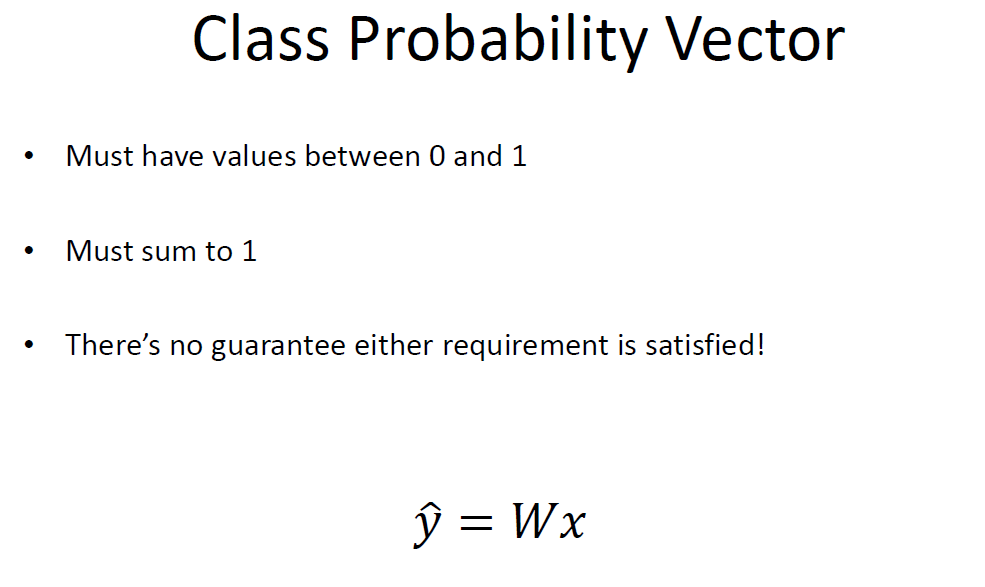 Class Probability Vector
• Must have values between 0 and 1
• Must sum to 1
• There’s no guarantee either requirement is satisfied!
ŷ = Wx